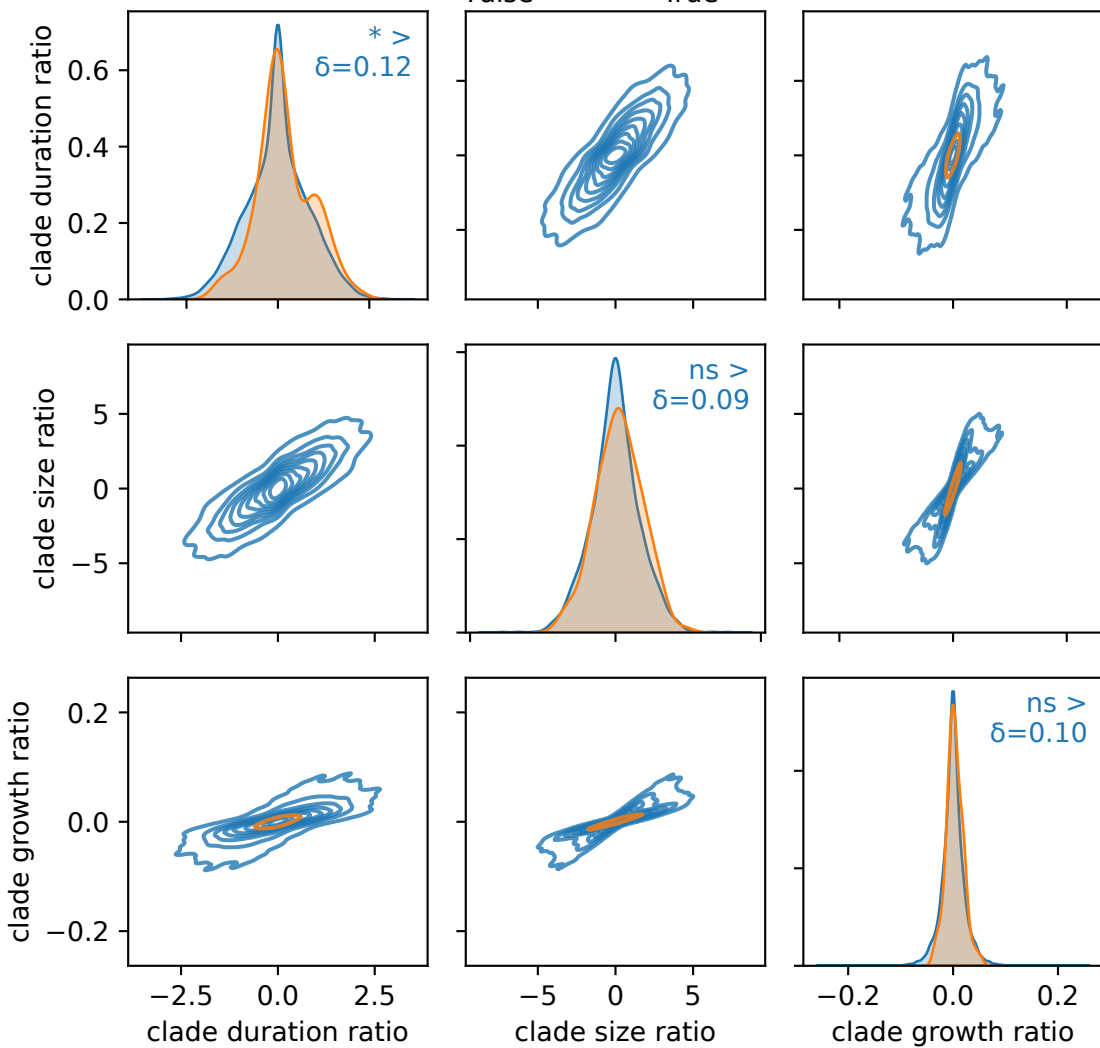 clade duration ratio
0.6
0.4
0.2
0.0
* >
δ=0.12
clade size ratio
5
0
−5
ns >
δ=0.09
clade growth ratio
0.2
0.0
−0.2
ns >
δ=0.10
−2.5 0.0 2.5
−5 0 5
−0.2 0.0 0.2
clade duration ratio
clade size ratio
clade growth ratio